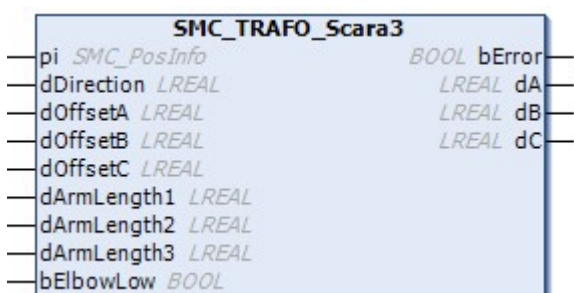 SMC_TRAFO_Scara3
pi SMC_PosInfo BOOL bError
dDirection LREAL LREAL dA
dOffsetA LREAL LREAL dB
dOffsetB LREAL LREAL dC
dOffsetC LREAL
dArmLength1 LREAL
dArmLength2 LREAL
dArmLength3 LREAL
bElbowLow BOOL